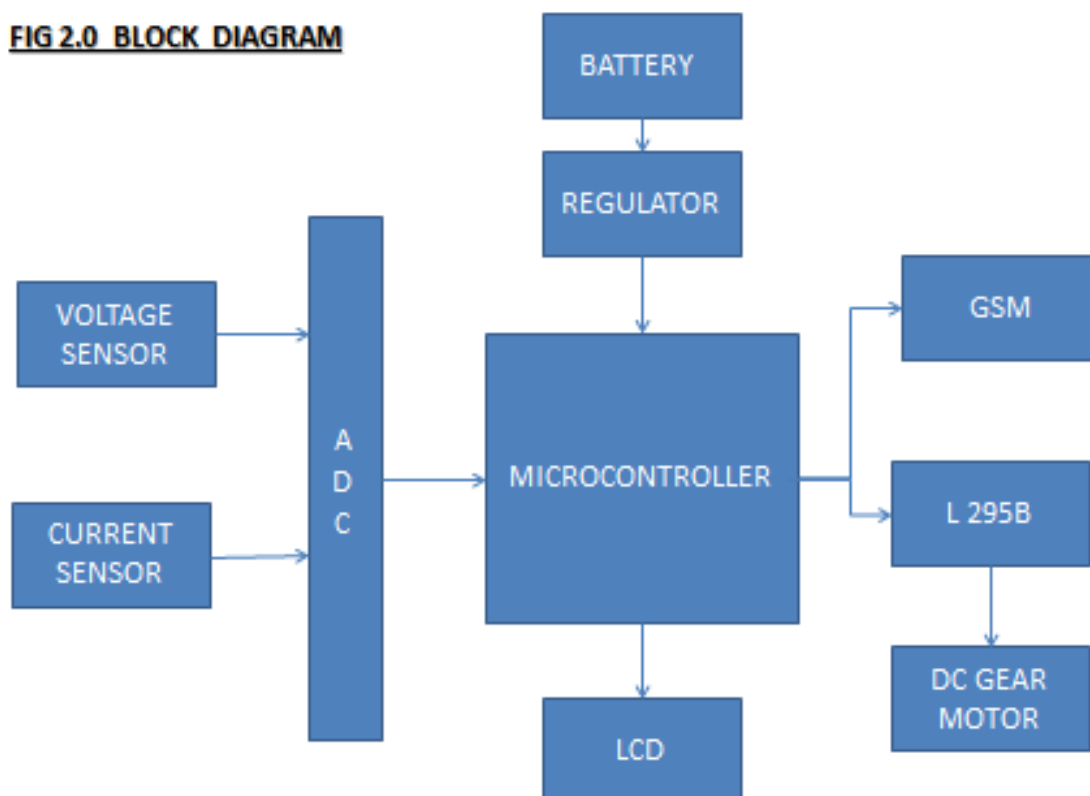 FIG 2.0 BLOCK DIAGRAM
BATTERY
REGULATOR
VOLTAGE
SENSOR
CURRENT
SENSOR
A
D
C
MICROCONTROLLER
GSM
L 295B
DC GEAR
MOTOR
LCD